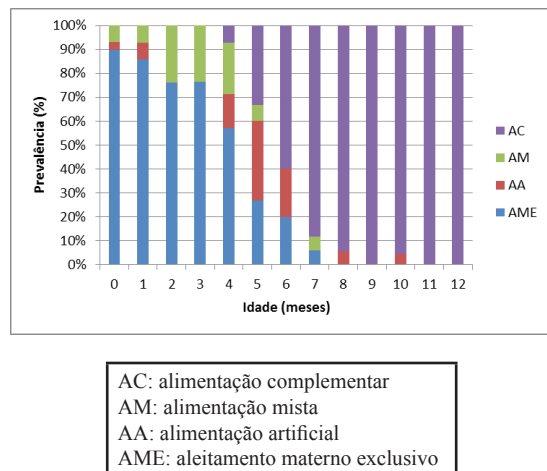 100%
90%
80%
70%
60%
50%
40%
30%
20%
10%
0%
Prevalência (%)
0 1 2 3 4 5 6 7 8 9 10 11 12
Idade (meses)
AC
AM
AA
AME
AC: alimentação complementar
AM: alimentação mista
AA: alimentação artificial
AME: aleitamento materno exclusivo